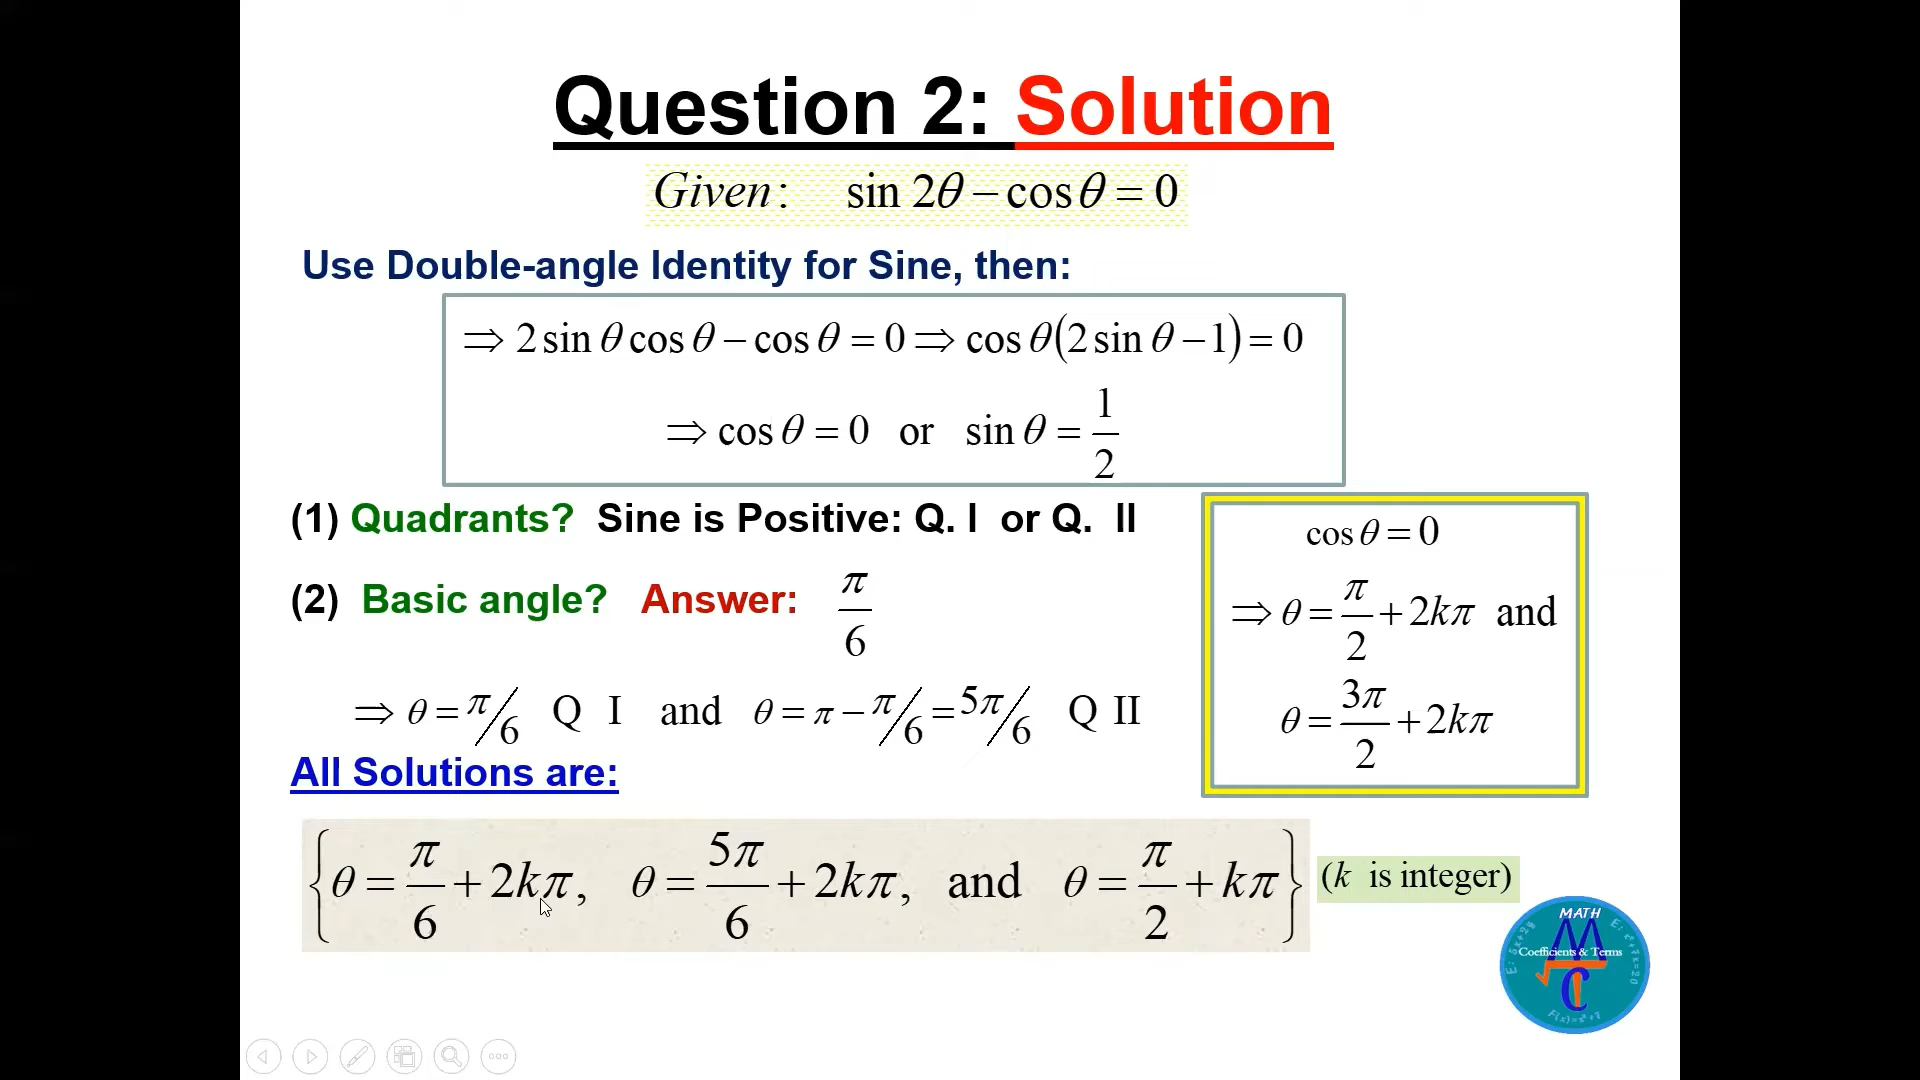 Question 2: Solution
Given: sin 2θ − cos θ = 0
Use Double-angle Identity for Sine, then:
⇒ 2 sin θ cos θ − cos θ = 0 ⇒ cos θ(2 sin θ − 1) = 0
⇒ cos θ = 0 or sin θ = 1/2
(1) Quadrants? Sine is Positive: Q. I or Q. II
(2) Basic angle? Answer: π/6
⇒ θ = π/6 Q I and θ = π − π/6 = 5π/6 Q II
cos θ = 0
⇒ θ = π/2 + 2kπ and
θ = 3π/2 + 2kπ
All Solutions are:
{θ = π/6 + 2kπ, θ = 5π/6 + 2kπ, and θ = π/2 + kπ} (k is integer)
MATH
Coefficients & Terms